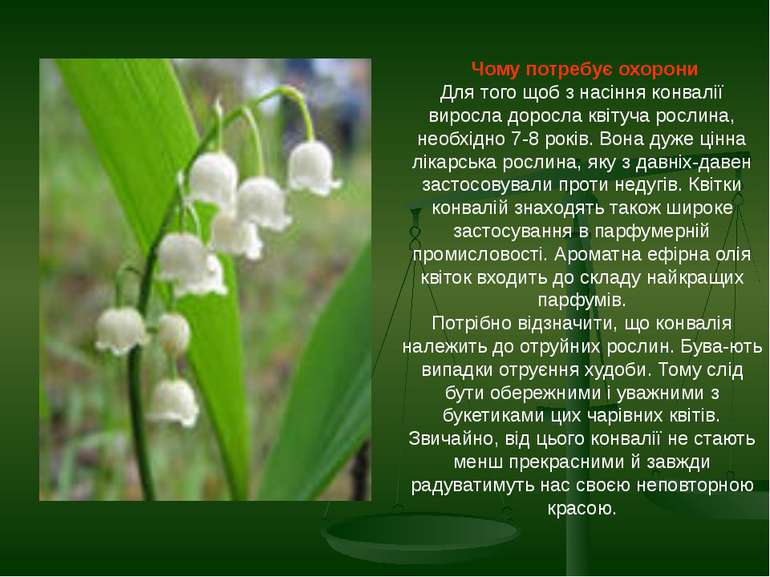 Чому потребує охорони
Для того щоб з насіння конвалії
виросла доросла квітуча рослина,
необхідно 7-8 років. Вона дуже цінна
лікарська рослина, яку з давніх-давен
застосовували проти недугів. Квітки
конвалій знаходять також широке
застосування в парфумерній
промисловості. Ароматна ефірна олія
квіток входить до складу найкращих
парфумів.
Потрібно відзначити, що конвалія
належить до отруйних рослин. Бува-ють
випадки отруєння худоби. Тому слід
бути обережними і уважними з
букетиками цих чарівних квітів.
Звичайно, від цього конвалії не стають
менш прекрасними й завжди
радуватимуть нас своєю неповторною
красою.